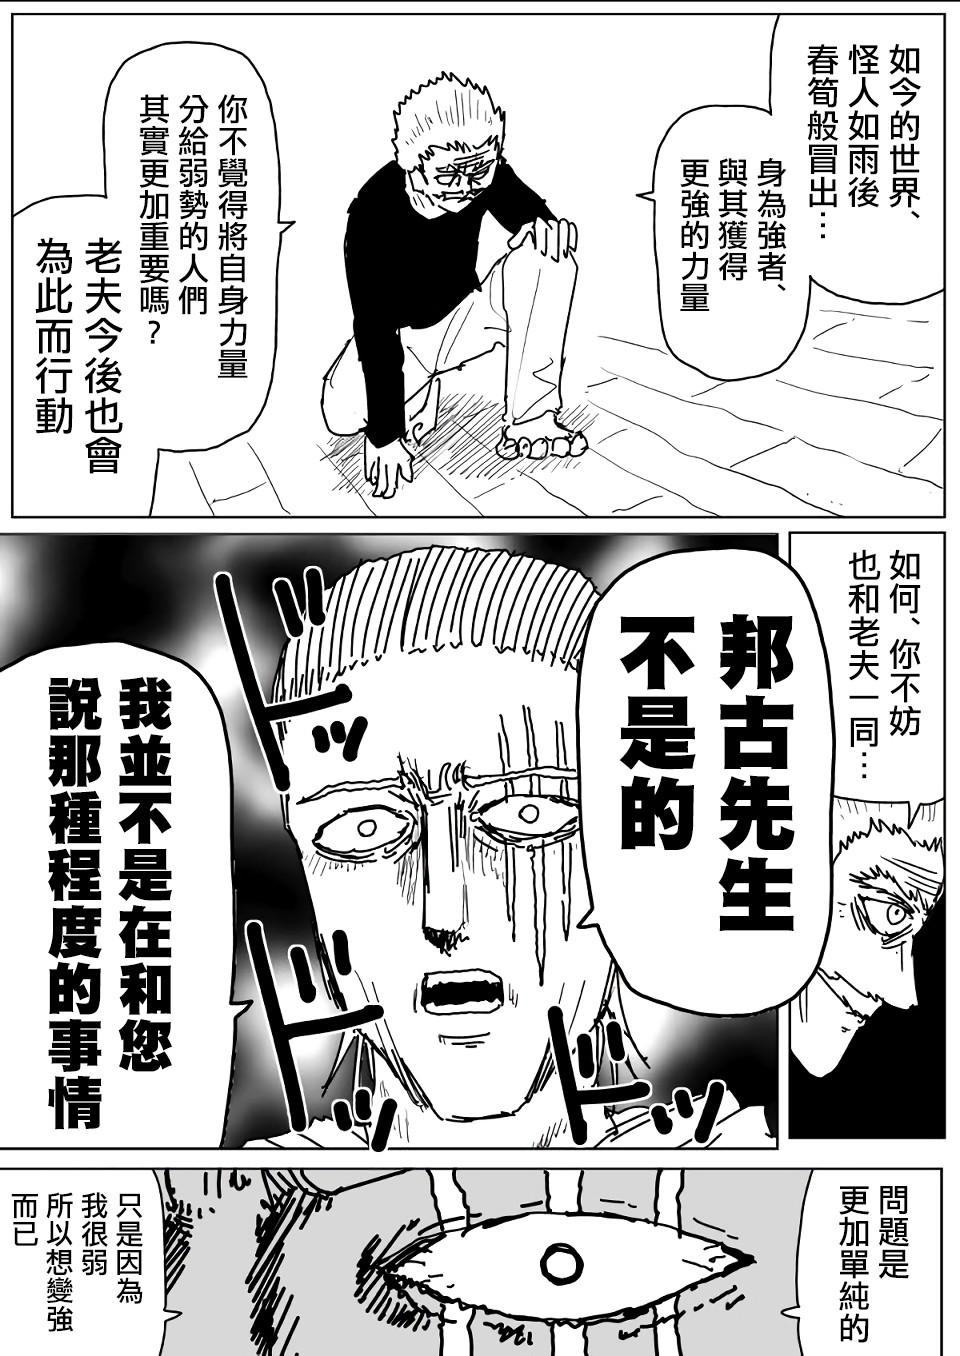 如今的世界、
怪人如雨後
春筍般冒出…
身為強者、
與其獲得
更強的力量
你不覺得將自身力量
分給弱勢的人們
其實更加重要嗎？
老夫今後也會
為此而行動
如何、你不妨
也和老夫一同…
邦古先生
不是的
我並不是在和您
說那種程度的事情
ドッ
ドッ
ドッ
問題是
更加單純的
只是因為
我很弱
所以想變強
而已